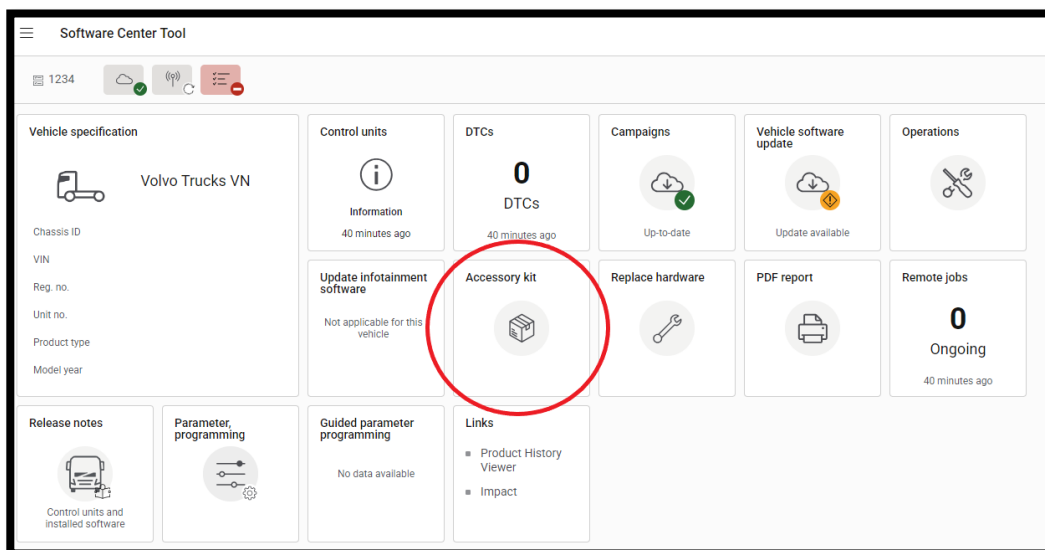 Software Center Tool
1234
Vehicle specification
Volvo Trucks VN
Chassis ID
VIN
Reg. no.
Unit no.
Product type
Model year
Control units
Information
40 minutes ago
DTCs
0
DTCs
40 minutes ago
Campaigns
Up-to-date
Vehicle software
update
Update available
Operations
Update infotainment
software
Not applicable for this
vehicle
Accessory kit
Replace hardware
PDF report
Remote jobs
0
Ongoing
40 minutes ago
Release notes
Control units and
installed software
Parameter,
programming
Guided parameter
programming
No data available
Links
Product History
Viewer
Impact